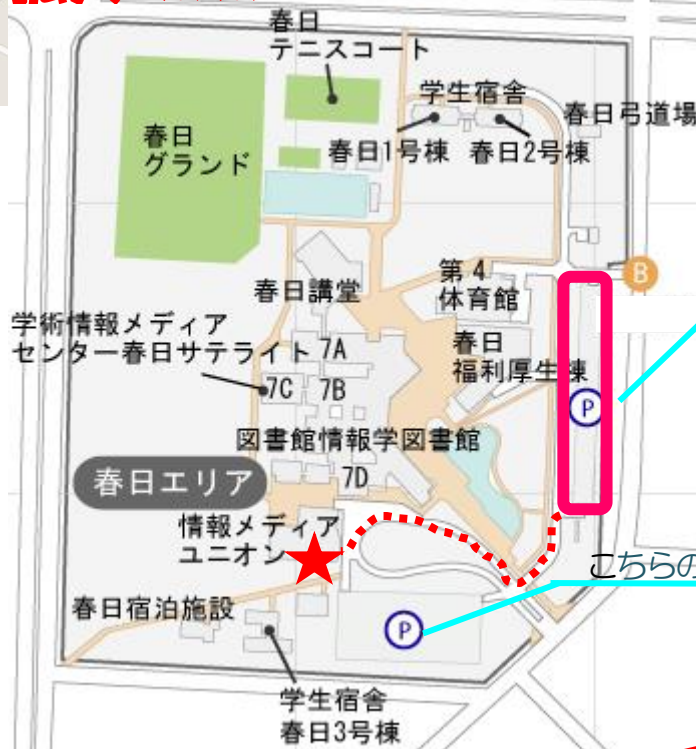 春日
テニスコート
学生宿舎
春日弓道場
春日
グランド
春日1号棟
春日2号棟
第4
体育館
B
春日講堂
学術情報メディア
センター春日サテライト
7A
春日
福利厚生棟
7C
7B
P
図書館情報学図書館
春日エリア
7D
情報メディア
ユニオン
こちらの
春日宿泊施設
P
学生宿舎
春日3号棟